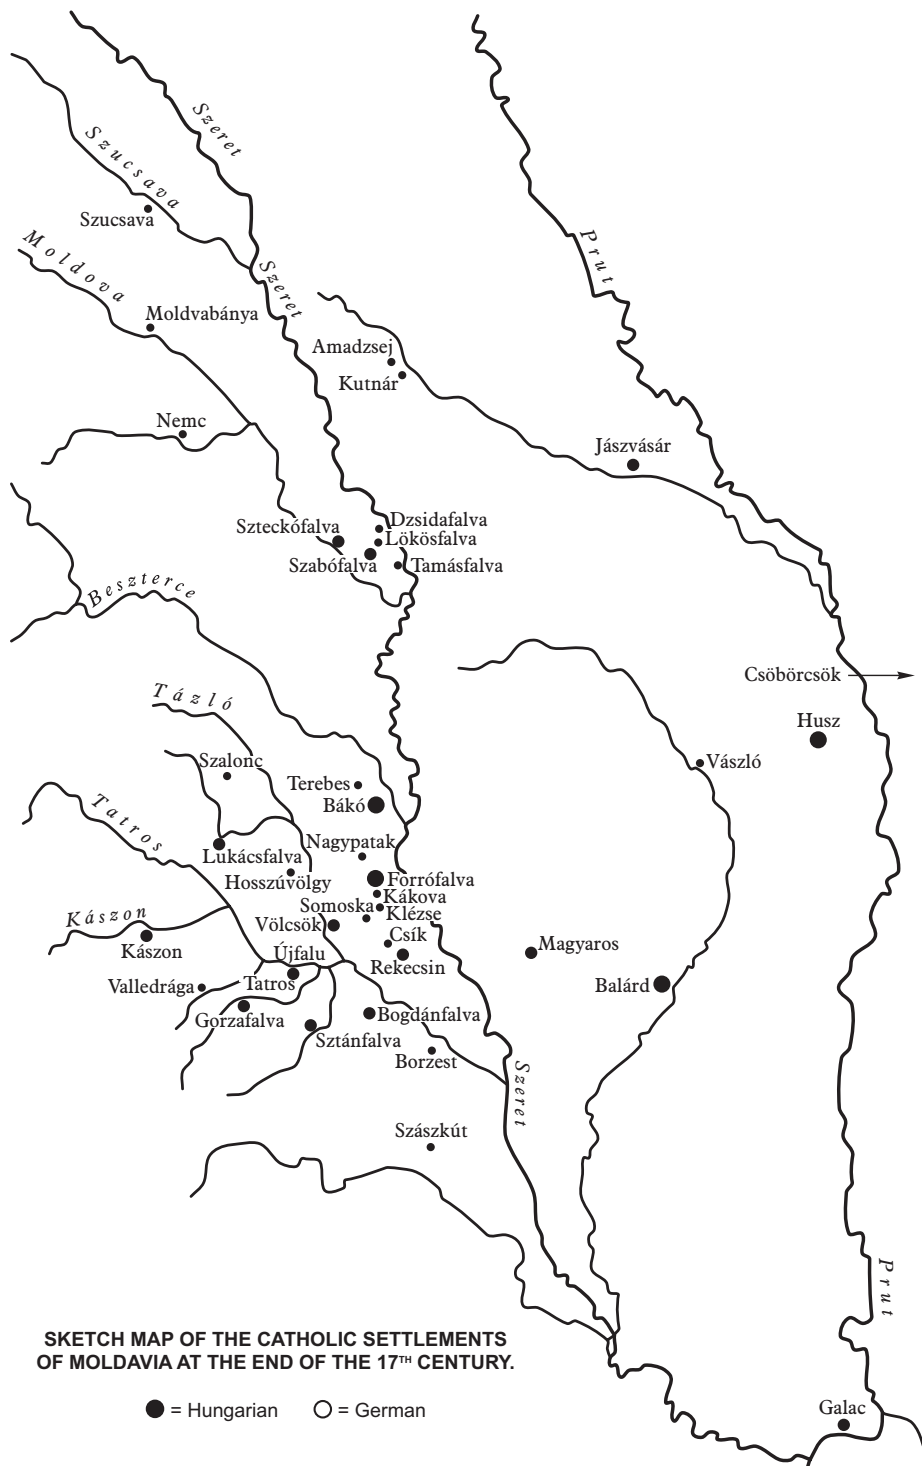 Szeret
Szucsava
Szucsava
Prut
Moldova
Szeret
Moldvabánya
Amadzsej
Kutnár
Nemc
Jászvásár
Szteckófalva
Dzsidafalva
Lökösfalva
Szabófalva
Tamásfalva
Beszterce
Csöbörcsök
Tázló
Husz
Szalonc
Vászló
Terebes
Bákó
Tatros
Nagypatak
Lukácsfalva
Hosszúvölgy
Forrófalva
Kákova
Somoska
Klézse
Kászon
Völcsök
Csík
Magyaros
Kászon
Újfalu
Rekecsin
Valledrága
Tatros
Balárd
Gorzafalva
Bogdánfalva
Sztánfalva
Borzest
Szeret
Szászkút
Prut
SKETCH MAP OF THE CATHOLIC SETTLEMENTS
OF MOLDAVIA AT THE END OF THE 17TH CENTURY.
= Hungarian = German
Galac